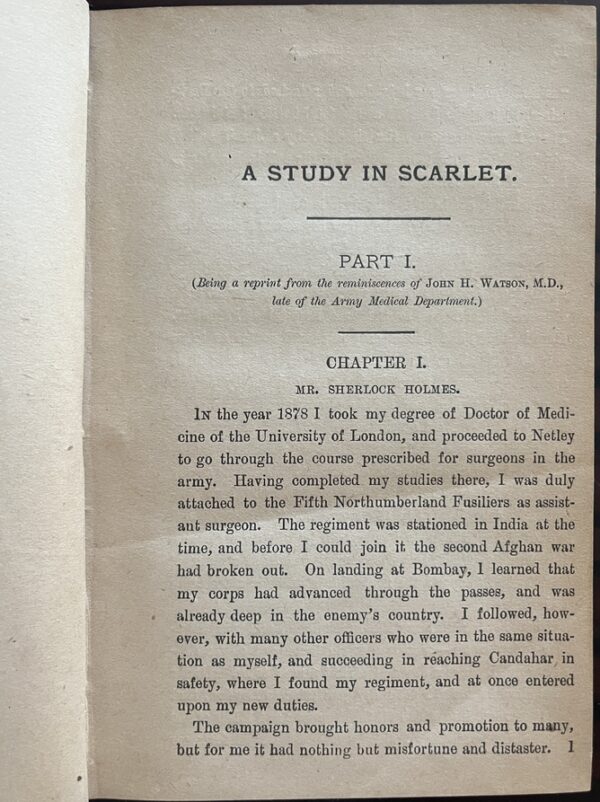 A STUDY IN SCARLET.
PART I.
(Being a reprint from the reminiscences of JOHN H. WATSON, M.D.,
late of the Army Medical Department.)
CHAPTER I.
MR. SHERLOCK HOLMES.
IN the year 1878 I took my degree of Doctor of Medi-
cine of the University of London, and proceeded to Netley
to go through the course prescribed for surgeons in the
army. Having completed my studies there, I was duly
attached to the Fifth Northumberland Fusiliers as assist-
ant surgeon. The regiment was stationed in India at the
time, and before I could join it the second Afghan war
had broken out. On landing at Bombay, I learned that
my corps had advanced through the passes, and was
already deep in the enemy's country. I followed, how-
ever, with many other officers who were in the same situa-
tion as myself, and succeeding in reaching Candahar in
safety, where I found my regiment, and at once entered
upon my new duties.
The campaign brought honors and promotion to many,
but for me it had nothing but misfortune and distaster. 1